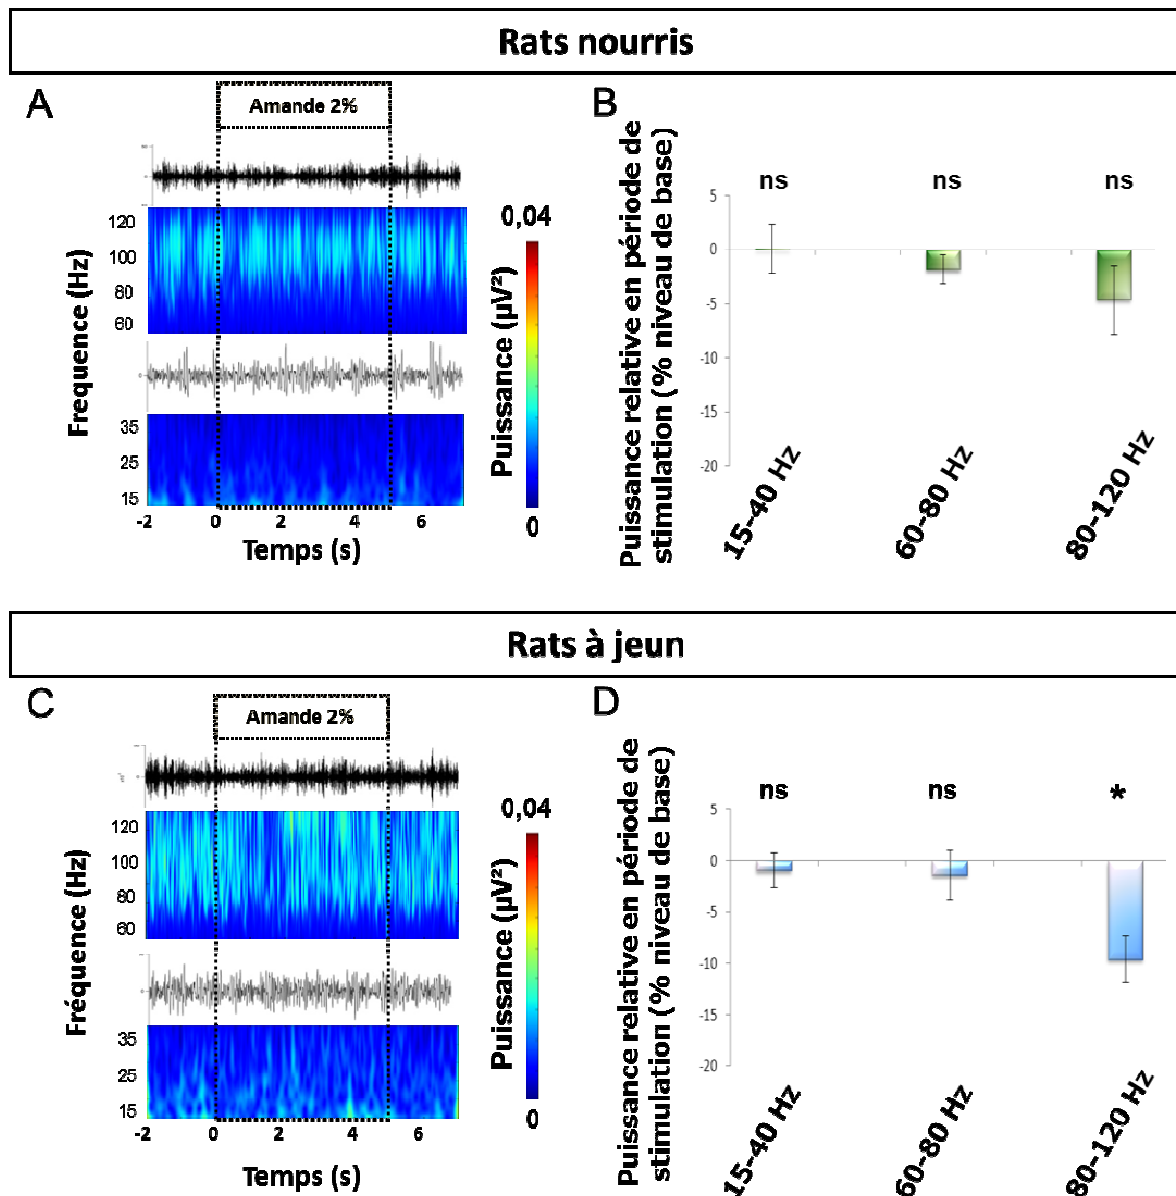 Rats nourris
A
Amande 2%
120
100
80
60
35
25
15
-2
0
2
4
6
Frequence (Hz)
Temps (s)
0,04
Puissance (µV²)
0
B
Puissance relative en période de
stimulation (% niveau de base)
ns
ns
ns
5
0
-5
-10
-15
-20
15-40 Hz
60-80 Hz
80-120 Hz
Rats à jeun
C
Amande 2%
120
100
80
60
35
25
15
-2
0
2
4
6
Fréquence (Hz)
Temps (s)
0,04
Puissance (µV²)
0
D
Puissance relative en période de
stimulation (% niveau de base)
ns
ns
*
5
0
-5
-10
-15
-20
15-40 Hz
60-80 Hz
80-120 Hz